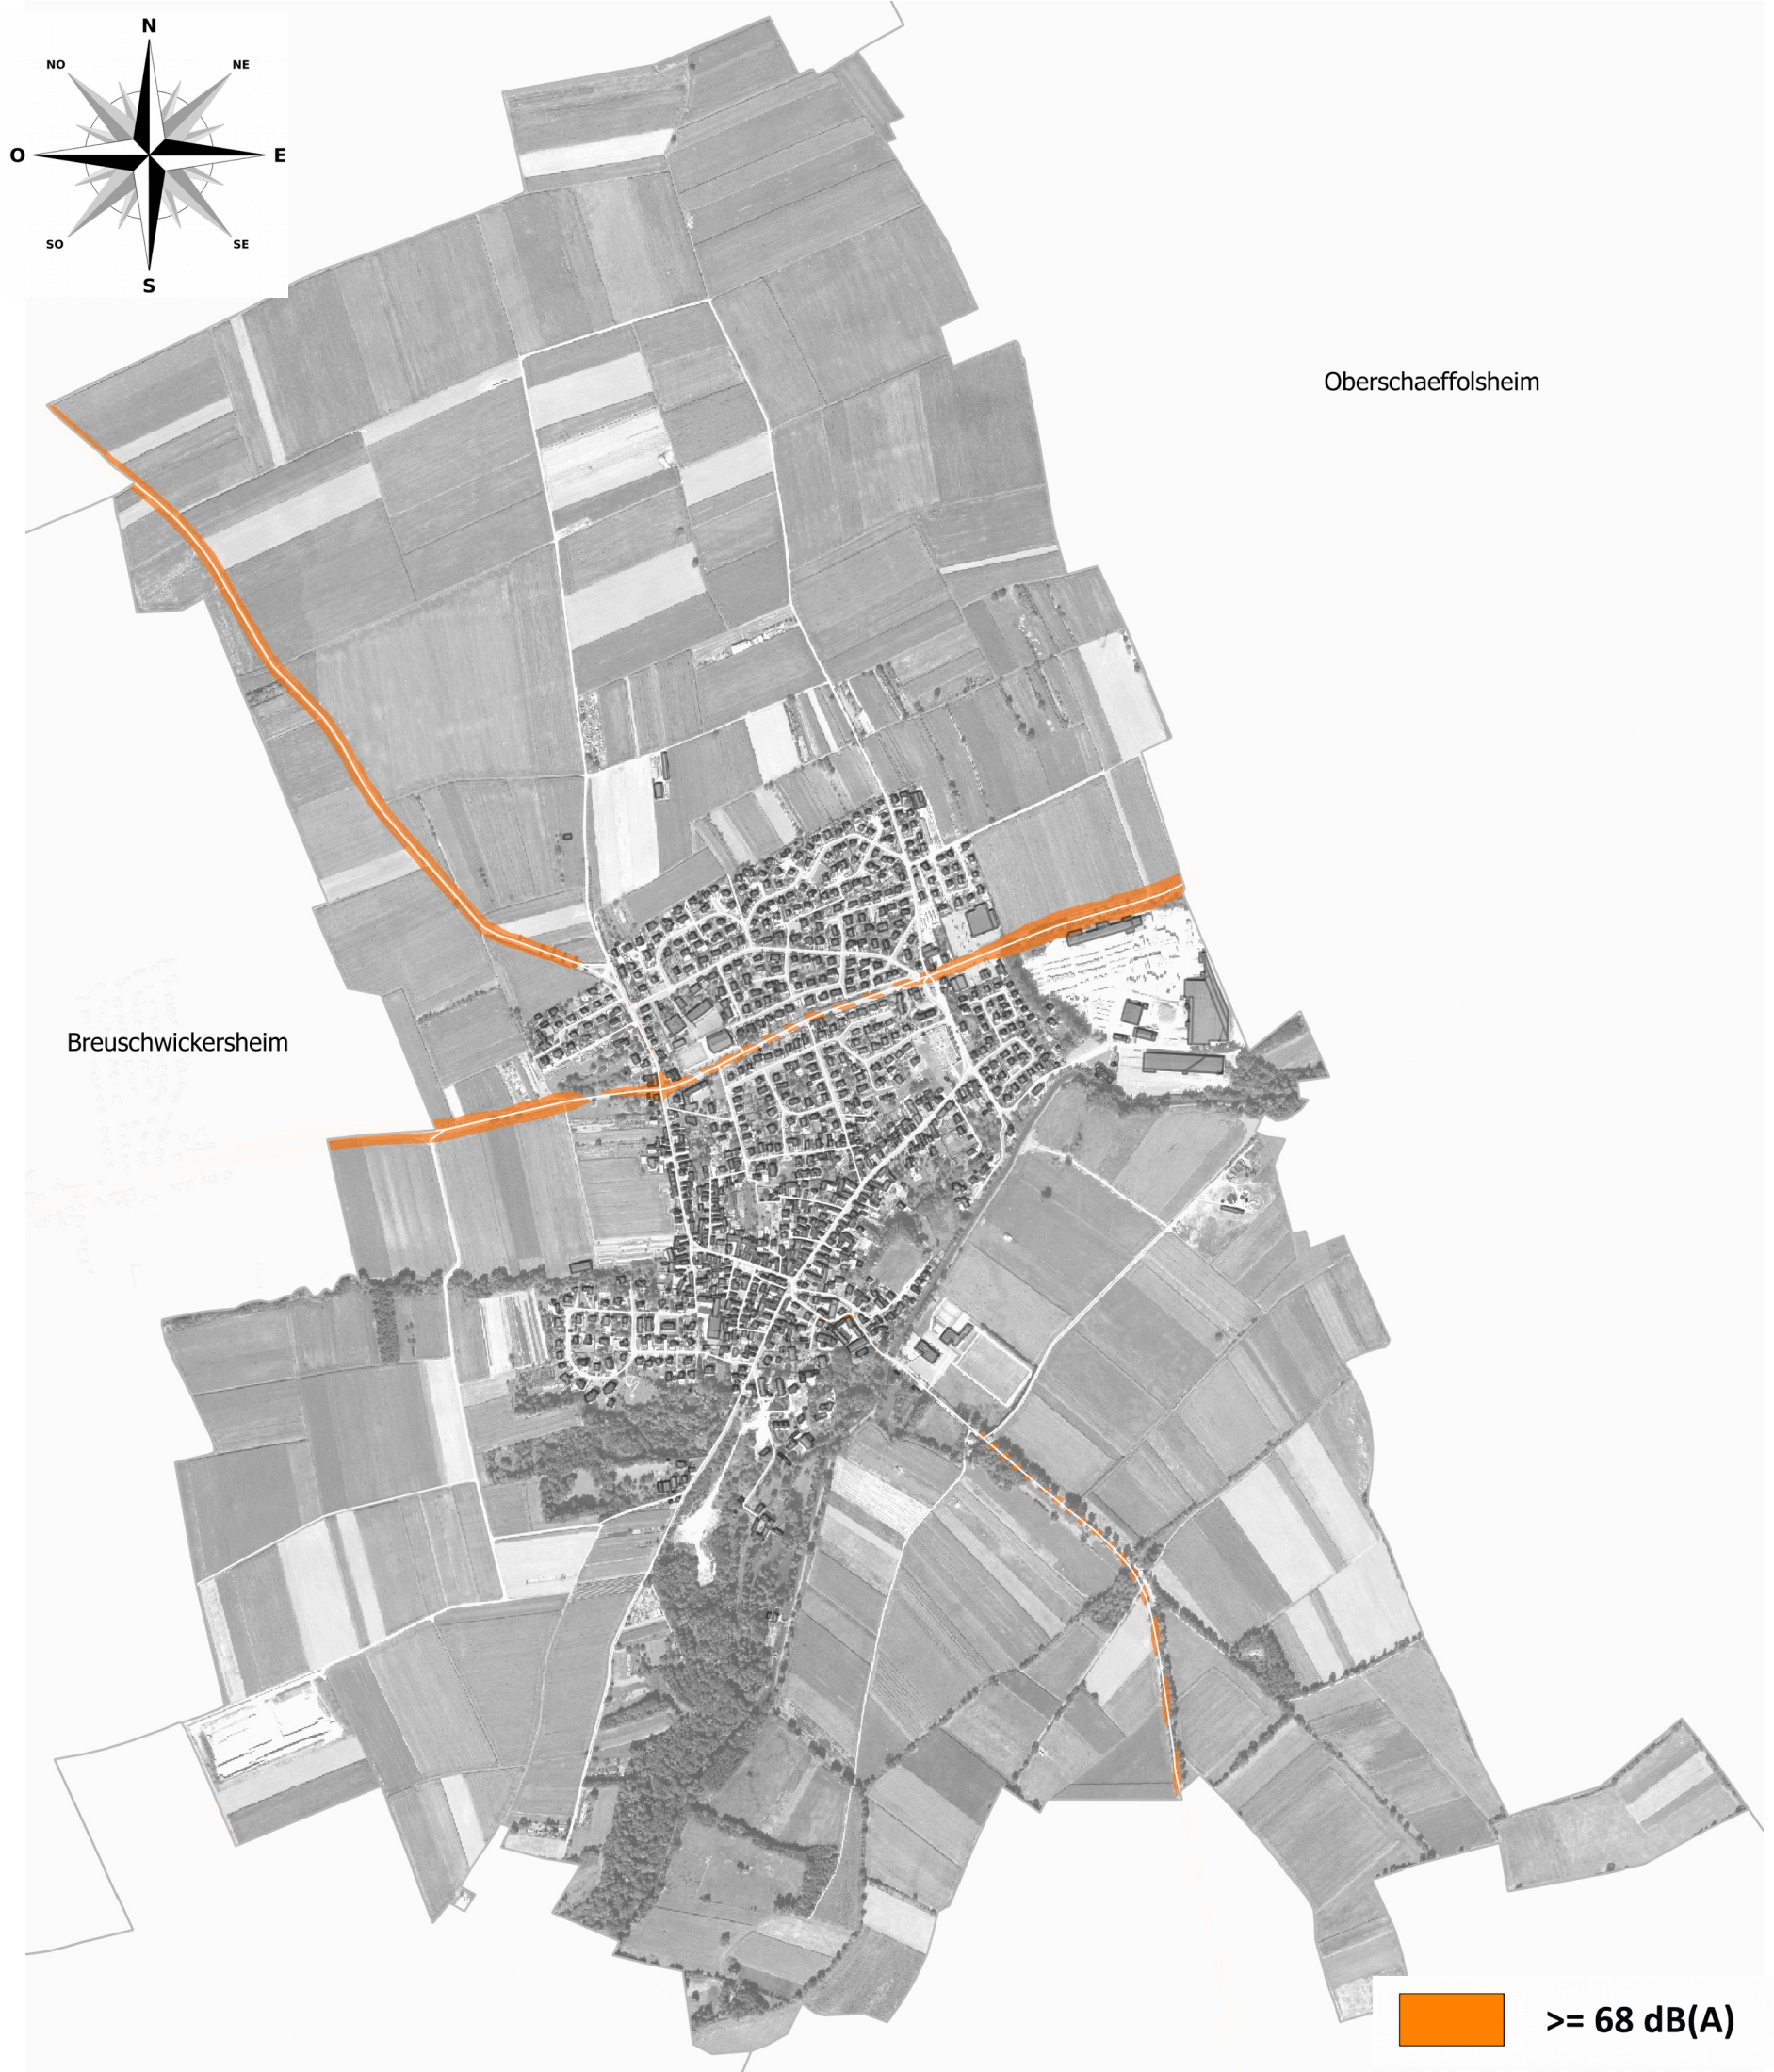 N
NO
NE
O
E
SO
SE
S
Oberschaeffolsheim
Breuschwickersheim
>= 68 dB(A)